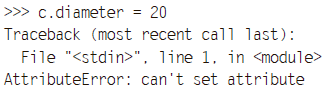 >>> c.diameter = 20
Traceback (most recent call last):
  File "<stdin>", line 1, in <module>
AttributeError: can't set attribute